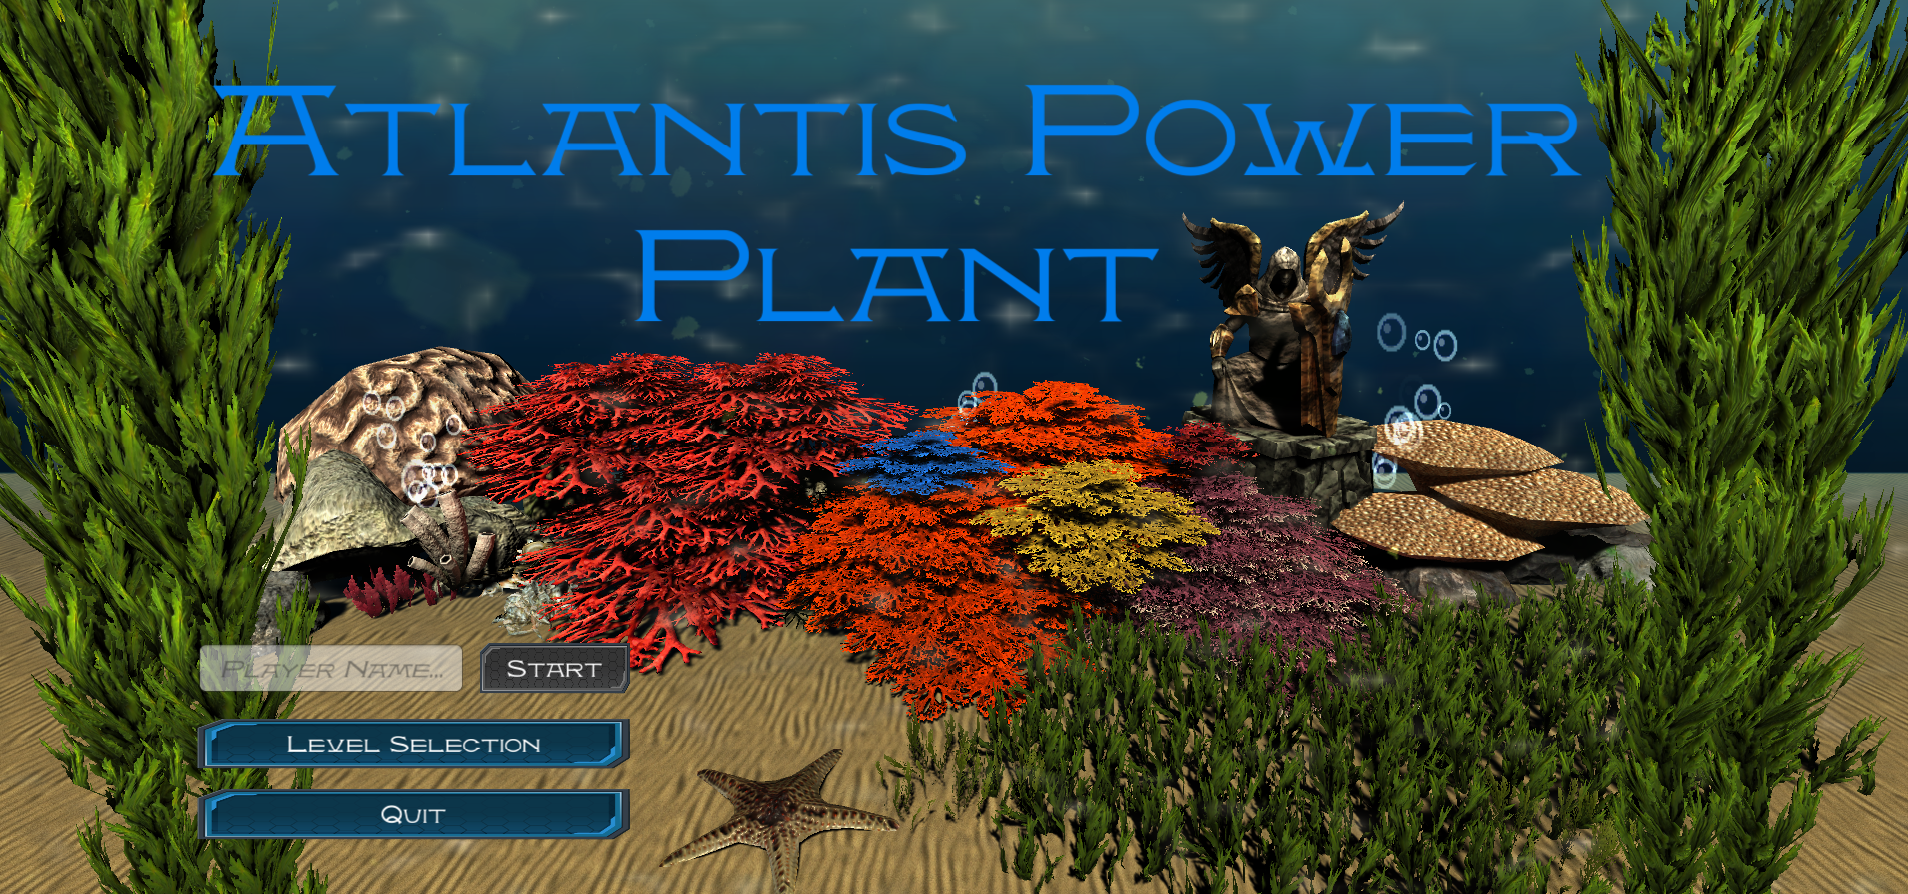 Atlantis Power
Plant
Player Name...
Start
Level Selection
Quit